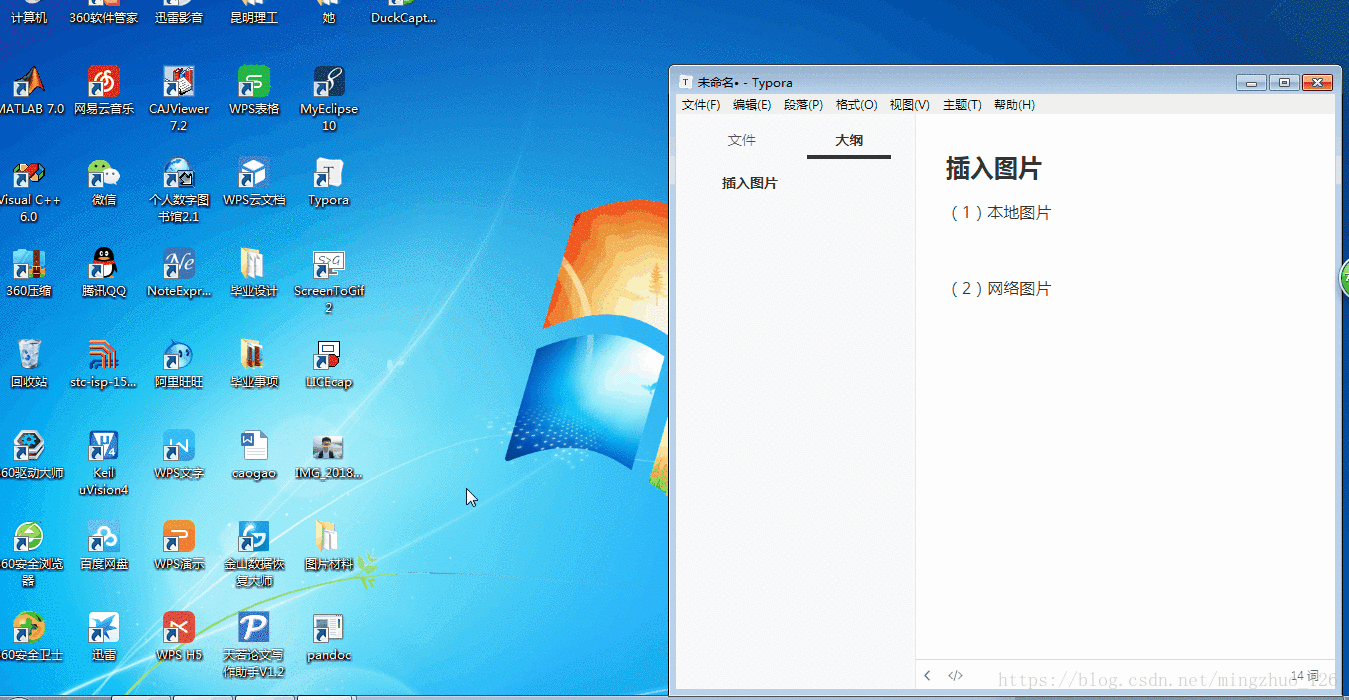 计算机
360软件管家
迅雷影音
昆明理工
她
DuckCapt...
MATLAB 7.0
网易云音乐
CAJViewer
7.2
WPS表格
MyEclipse
10
Visual C++
6.0
微信
个人数字图
书馆2.1
WPS云文档
Typora
360压缩
腾讯QQ
NoteExpr...
毕业设计
ScreenToGif
2
回收站
stc-isp-15...
阿里旺旺
毕业事项
LICEcap
60驱动大师
Keil
uVision4
WPS文字
caogao
IMG_2018...
60安全浏览
器
百度网盘
WPS演示
金山数据恢
复大师
图片材料
60安全卫士
迅雷
WPS H5
天若论文写
作助手V1.2
pandoc
未命名• - Typora
文件(F) 编辑(E) 段落(P) 格式(O) 视图(V) 主题(T) 帮助(H)
文件 大纲
插入图片
插入图片
（1）本地图片
（2）网络图片
14 词
https://blog.csdn.net/mingzhuo_126